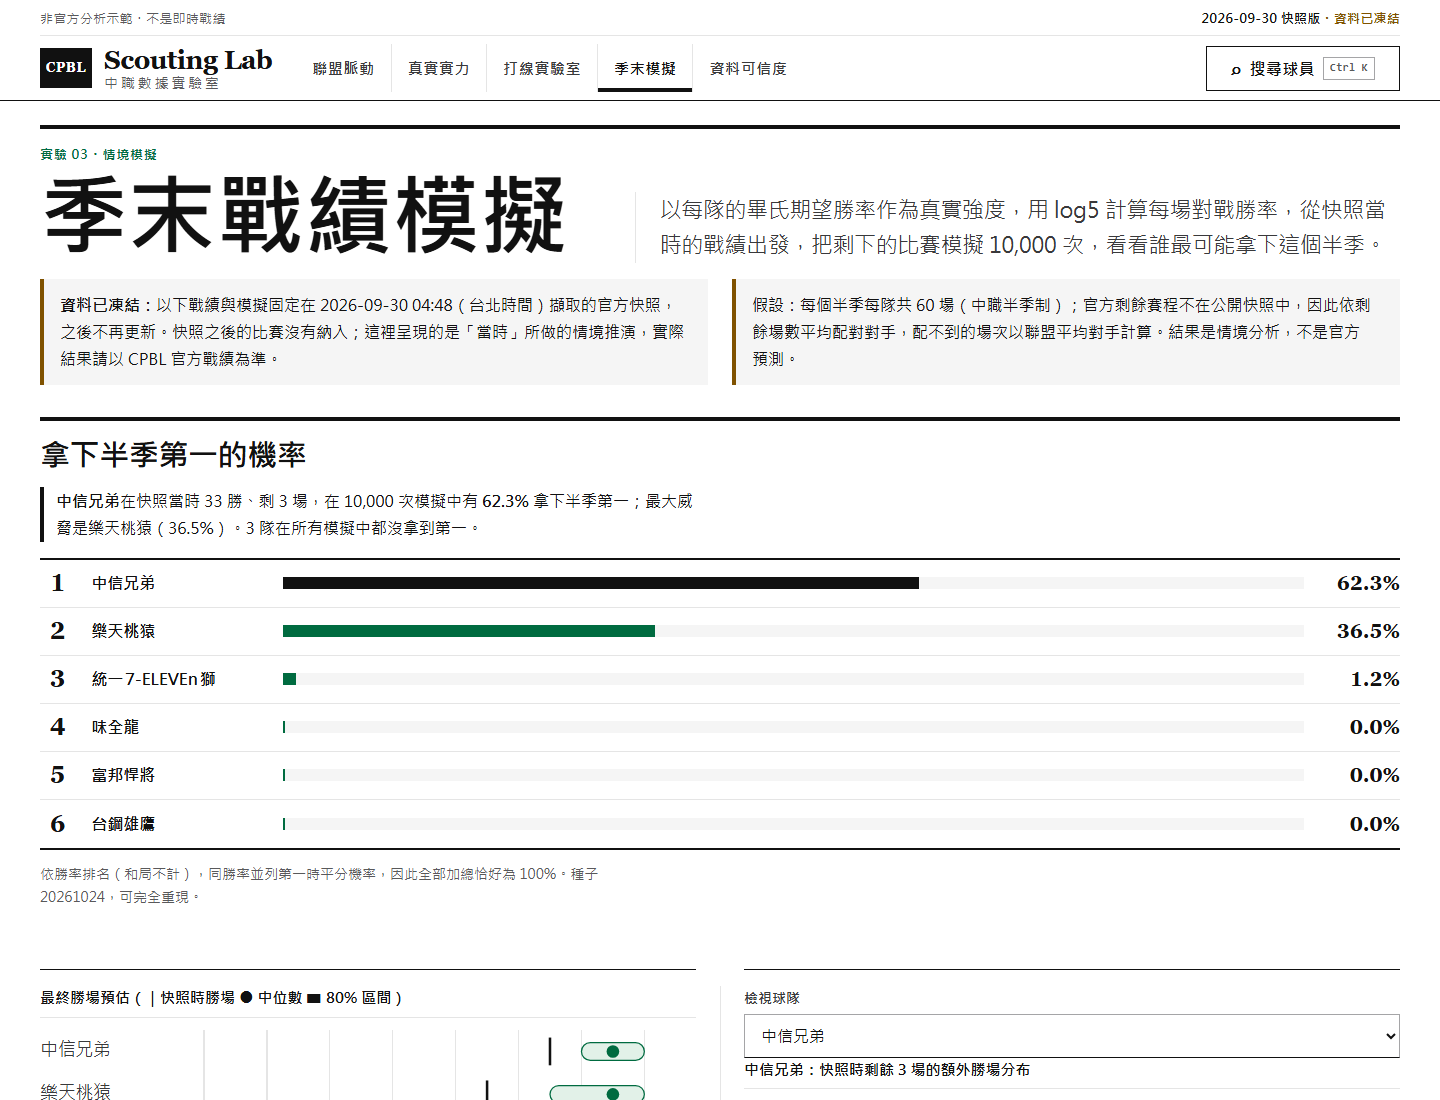 非官方分析示範・不是即時戰績
2026-09-30 快照版・資料已凍結
CPBL
Scouting Lab
中職數據實驗室
聯盟脈動
真實實力
打線實驗室
季末模擬
資料可信度
搜尋球員 Ctrl K
實驗 03・情境模擬
季末戰績模擬
以每隊的畢氏期望勝率作為真實強度，用 log5 計算每場對戰勝率，從快照當
時的戰績出發，把剩下的比賽模擬 10,000 次，看看誰最可能拿下這個半季。
資料已凍結：以下戰績與模擬固定在 2026-09-30 04:48（台北時間）擷取的官方快照，
之後不再更新。快照之後的比賽沒有納入；這裡呈現的是「當時」所做的情境推演，實際
結果請以 CPBL 官方戰績為準。
假設：每個半季每隊共 60 場（中職半季制）；官方剩餘賽程不在公開快照中，因此依剩
餘場數平均配對對手，配不到的場次以聯盟平均對手計算。結果是情境分析，不是官方
預測。
拿下半季第一的機率
中信兄弟在快照當時 33 勝、剩 3 場，在 10,000 次模擬中有 62.3% 拿下半季第一；最大威
脅是樂天桃猿（36.5%）。3 隊在所有模擬中都沒拿到第一。
1 中信兄弟 62.3%
2 樂天桃猿 36.5%
3 統一7-ELEVEn獅 1.2%
4 味全龍 0.0%
5 富邦悍將 0.0%
6 台鋼雄鷹 0.0%
依勝率排名（和局不計），同勝率並列第一時平分機率，因此全部加總恰好為 100%。種子
20261024，可完全重現。
最終勝場預估（｜快照時勝場 ● 中位數 ▬ 80% 區間）
中信兄弟
樂天桃猿
檢視球隊
中信兄弟
中信兄弟：快照時剩餘 3 場的額外勝場分布